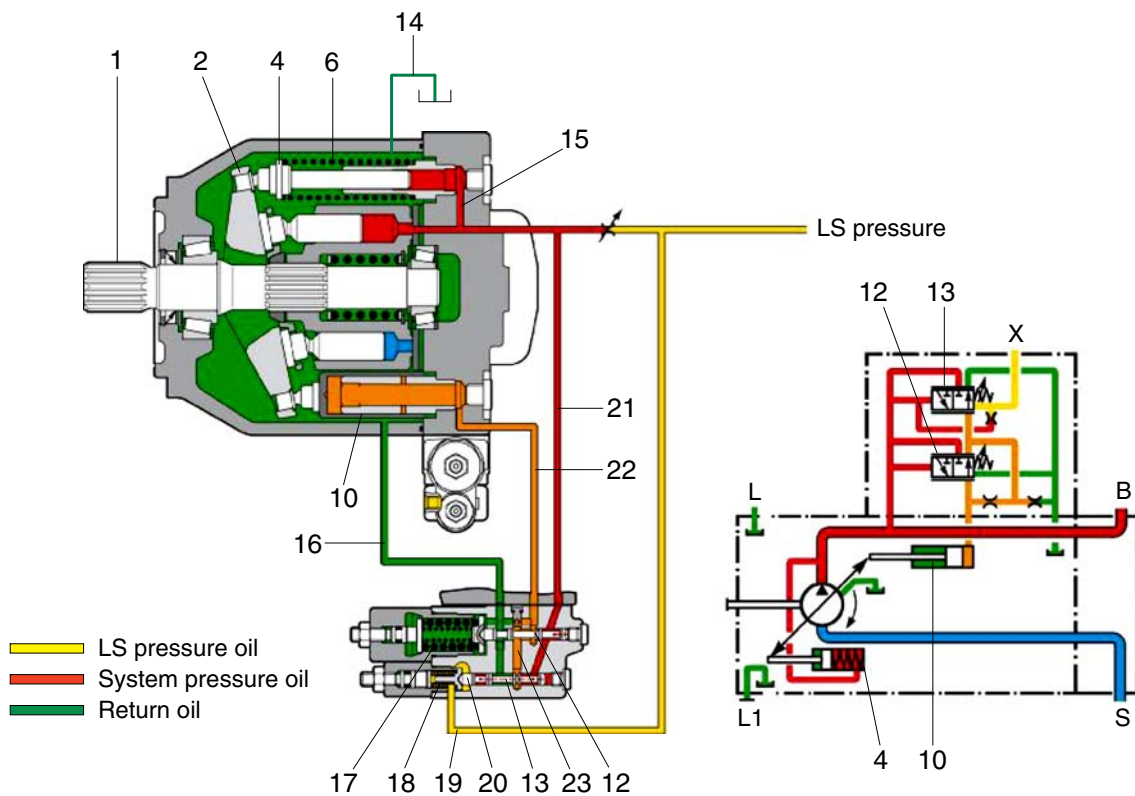 14
1 2 4 6
15
LS pressure
12 13
X
21
22
10
L
B
16
10
LS pressure oil
System pressure oil
Return oil
L1
S
17 18 19 20 13 23 12
4 10